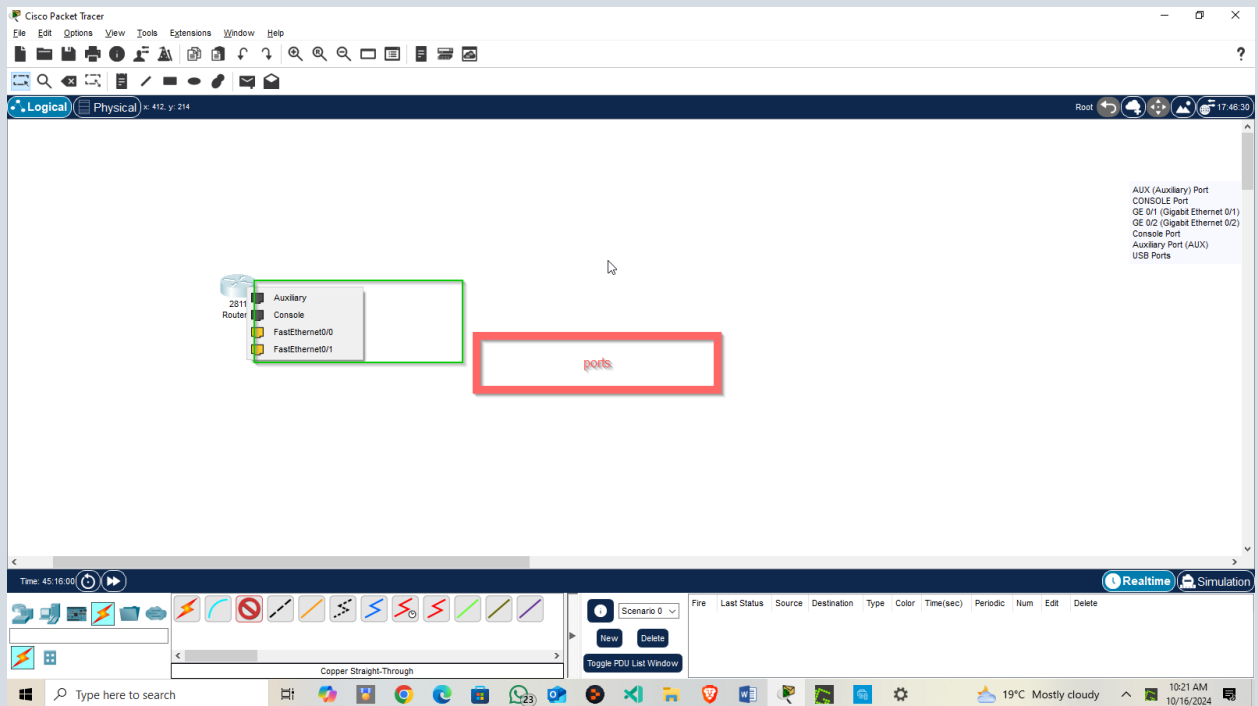 Cisco Packet Tracer
File Edit Options View Tools Extensions Window Help
?
Logical Physical x: 412, y: 214 Root 17:46:30
AUX (Auxiliary) Port
CONSOLE Port
GE 0/1 (Gigabit Ethernet 0/1)
GE 0/2 (Gigabit Ethernet 0/2)
Console Port
Auxiliary Port (AUX)
USB Ports
2811
Router
Auxiliary
Console
FastEthernet0/0
FastEthernet0/1
ports
Time: 45:16:00 Realtime Simulation
Scenario 0
New Delete
Toggle PDU List Window
Fire Last Status Source Destination Type Color Time(sec) Periodic Num Edit Delete
Copper Straight-Through
Type here to search
23
19°C Mostly cloudy
10:21 AM
10/16/2024